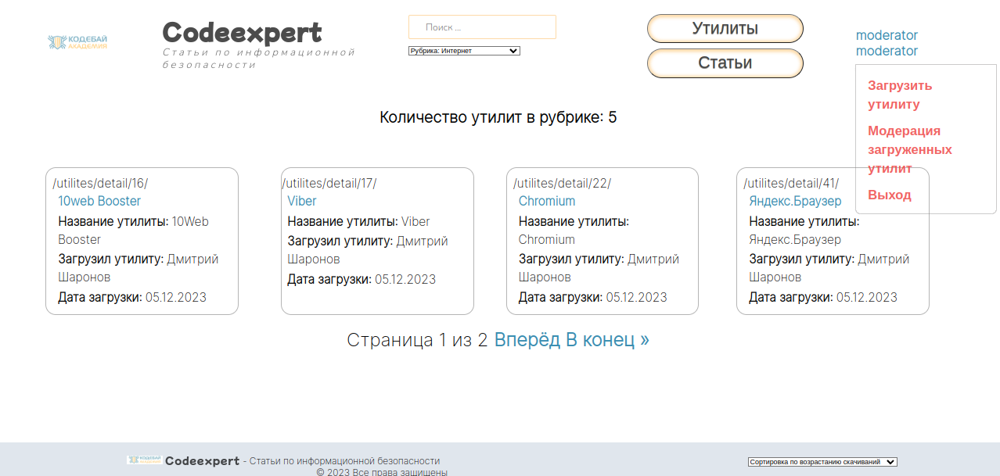 КОДЕБАЙ
АКАДЕМИЯ
Codeexpert
Статьи по информационной
безопасности
Поиск ...
Рубрика: Интернет
Утилиты
Статьи
moderator
moderator
Загрузить
утилиту
Модерация
загруженных
утилит
Выход
Количество утилит в рубрике: 5
/utilites/detail/16/
10web Booster
Название утилиты: 10Web
Booster
Загрузил утилиту: Дмитрий
Шаронов
Дата загрузки: 05.12.2023
/utilites/detail/17/
Viber
Название утилиты: Viber
Загрузил утилиту: Дмитрий
Шаронов
Дата загрузки: 05.12.2023
/utilites/detail/22/
Chromium
Название утилиты:
Chromium
Загрузил утилиту: Дмитрий
Шаронов
Дата загрузки: 05.12.2023
/utilites/detail/41/
Яндекс.Браузер
Название утилиты:
Яндекс.Браузер
Загрузил утилиту: Дмитрий
Шаронов
Дата загрузки: 05.12.2023
Страница 1 из 2 Вперёд В конец »
КОДЕБАЙ
АКАДЕМИЯ
Codeexpert - Статьи по информационной безопасности
© 2023 Все права защищены
Сортировка по возрастанию скачиваний